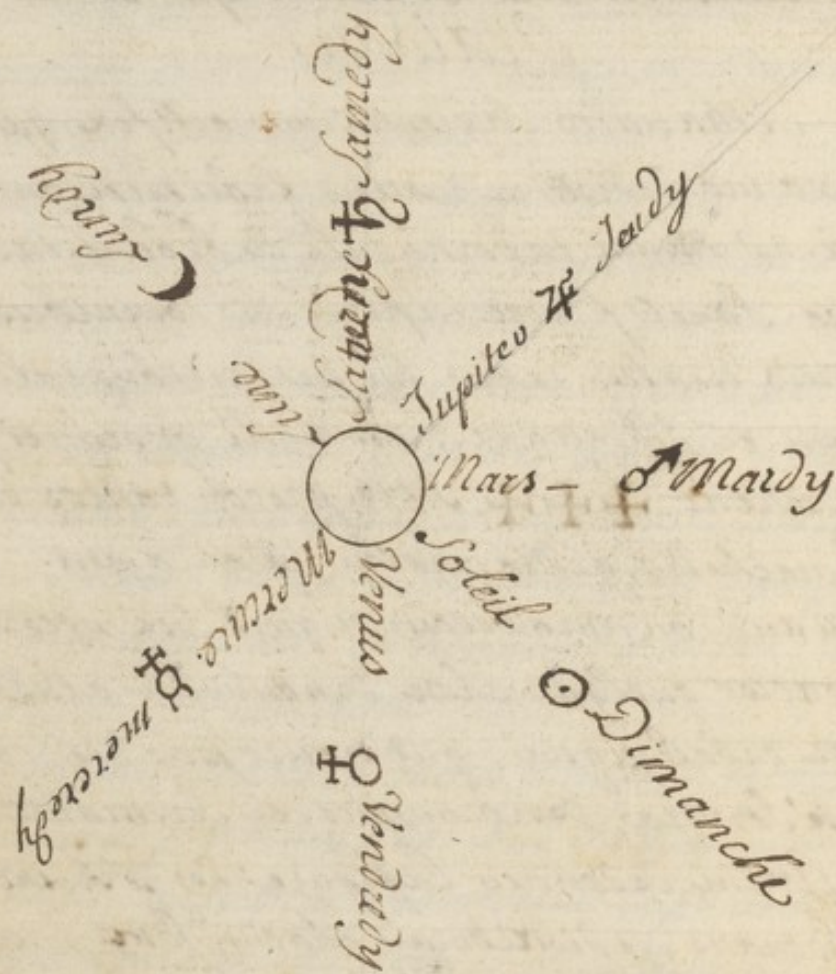 Saturne ♄ Samedy
Jupiter ♃ Jeudy
Mars - ♂ Mardy
Soleil ☉ Dimanche
Venus ♀ Vendredy
Mercure. ☿ mercredy
Lune ☾ Lundy